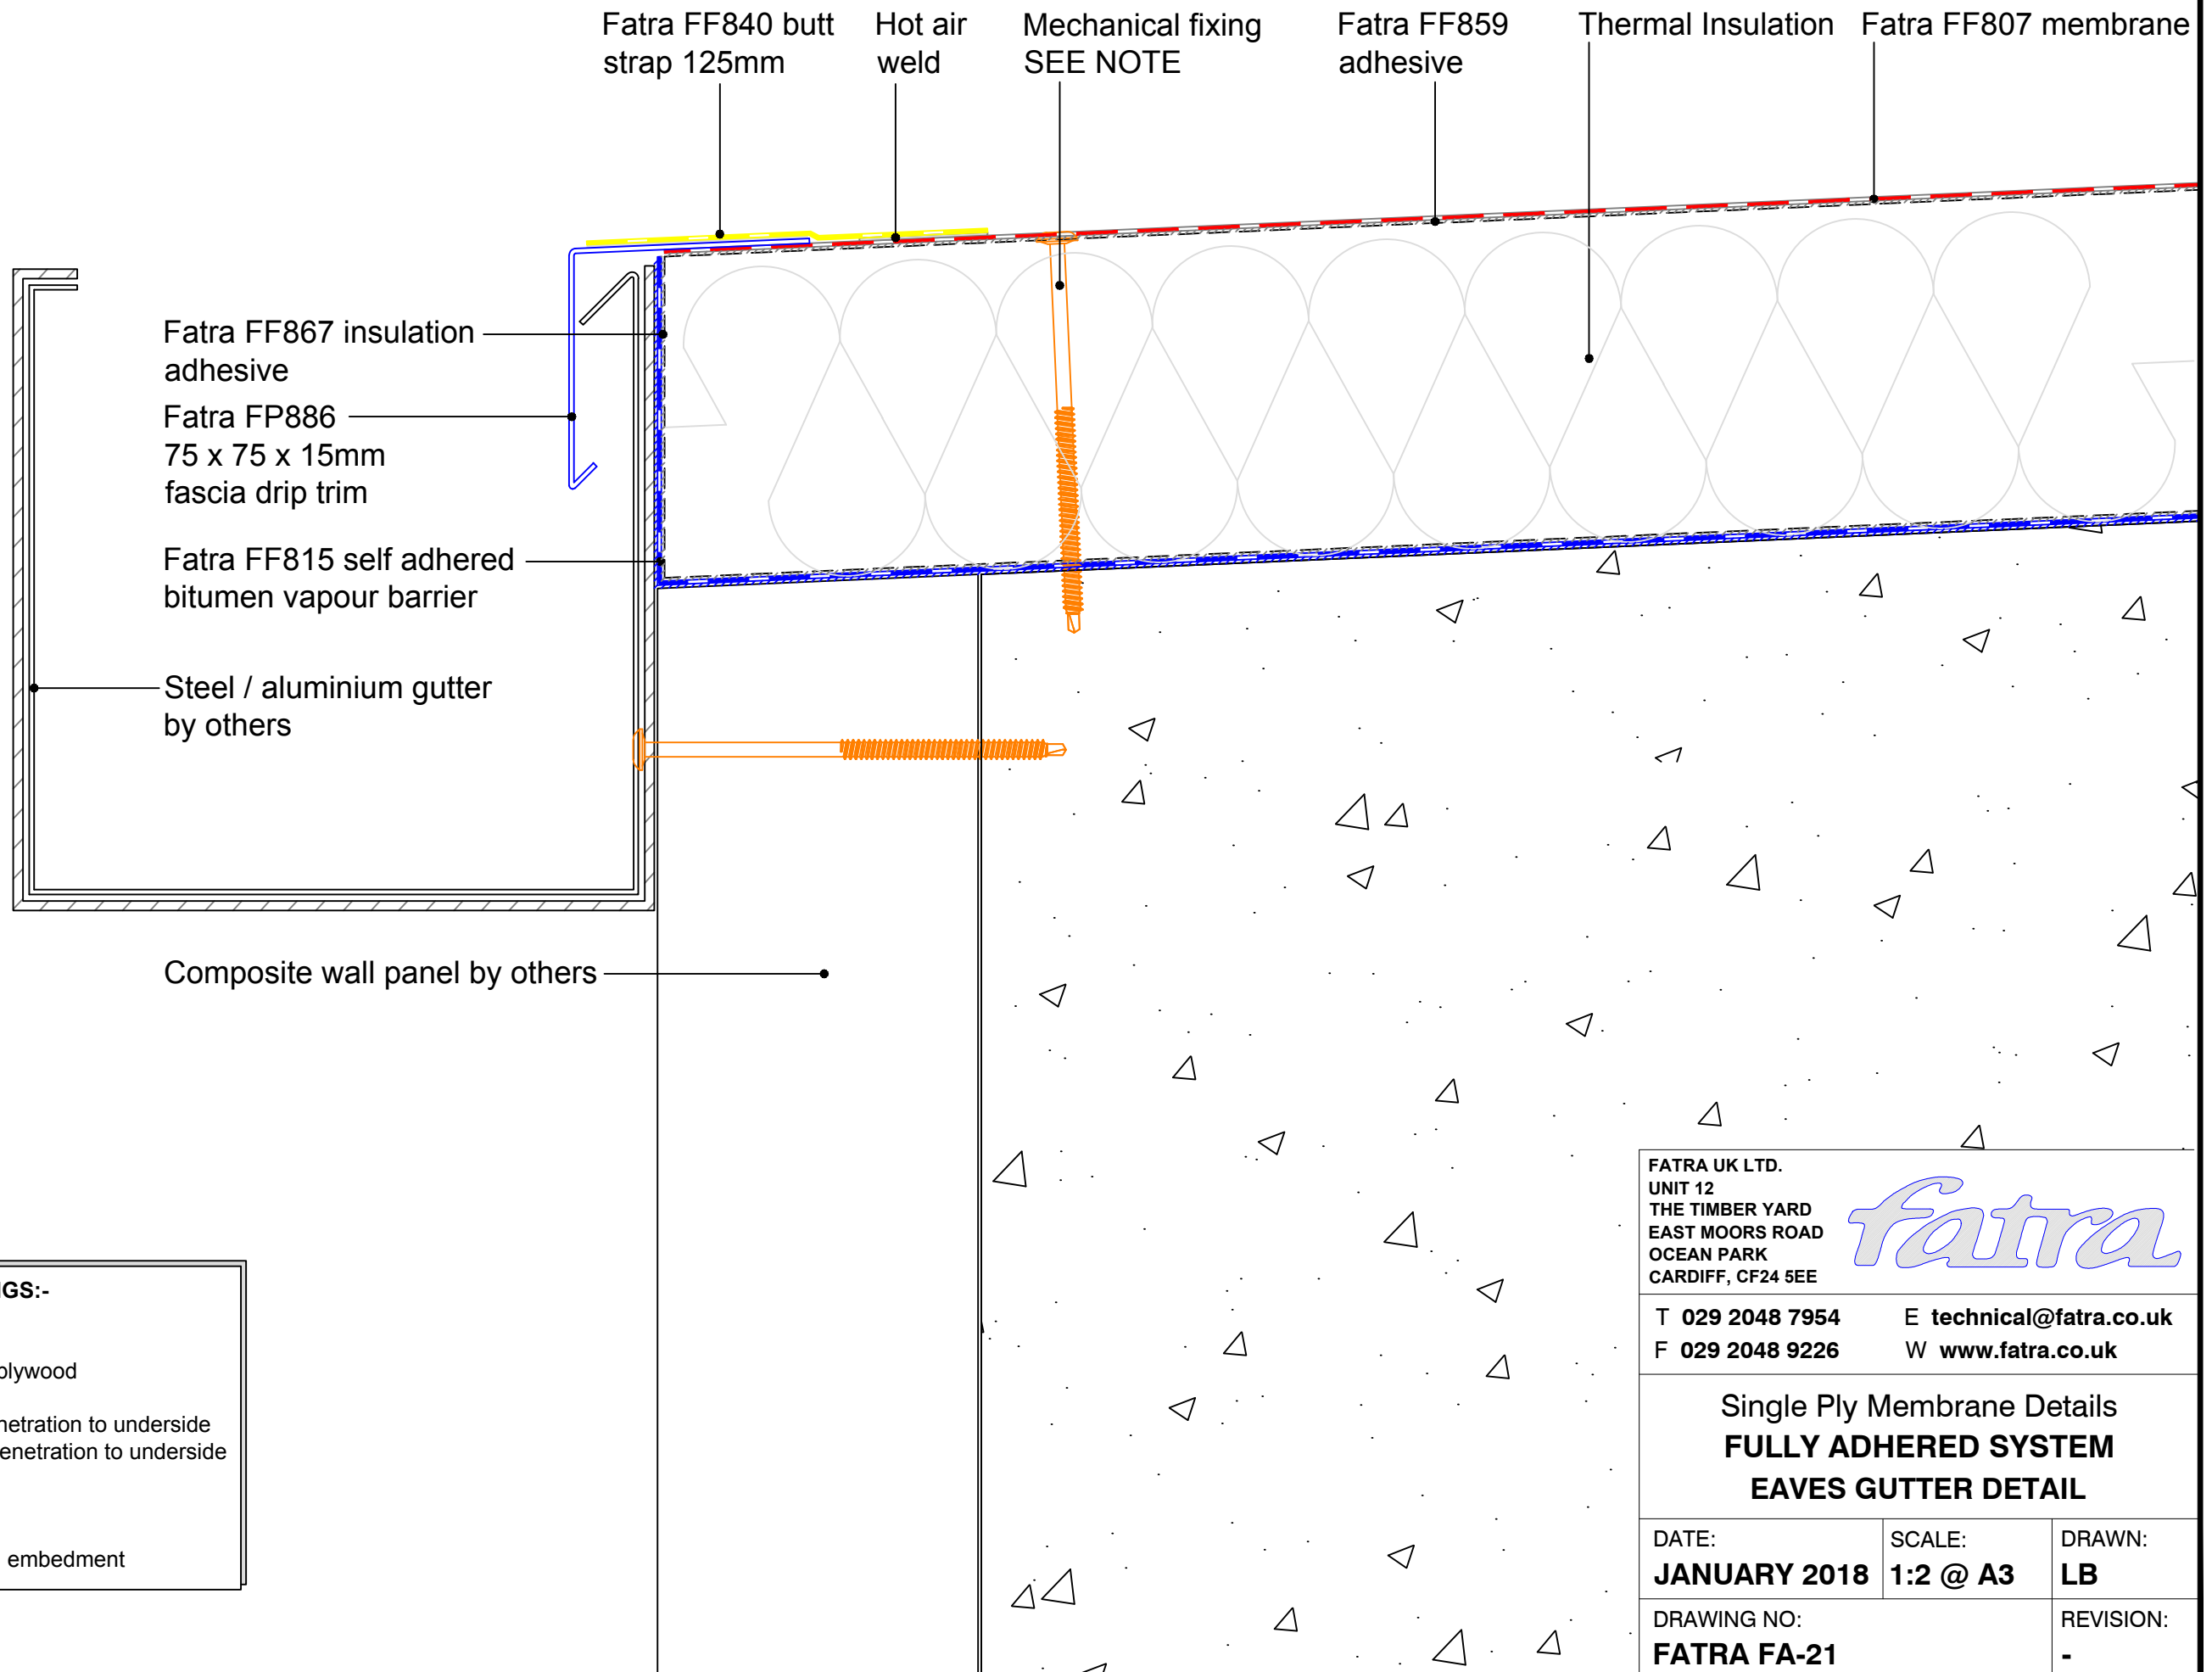 Fatra FF840 butt
strap 125mm
Hot air
weld
Mechanical fixing
SEE NOTE
Fatra FF859
adhesive
Thermal Insulation
Fatra FF807 membrane
Fatra FF867 insulation
adhesive
Fatra FP886
75 x 75 x 15mm
fascia drip trim
Fatra FF815 self adhered
bitumen vapour barrier
Steel / aluminium gutter
by others
Composite wall panel by others
plywood
to underside
to underside
embedment
FATRA UK LTD.
UNIT 12
THE TIMBER YARD
EAST MOORS ROAD
OCEAN PARK
CARDIFF, CF24 5EE
fatra
T 029 2048 7954
E technical@fatra.co.uk
F 029 2048 9226
W www.fatra.co.uk
Single Ply Membrane Details
FULLY ADHERED SYSTEM
EAVES GUTTER DETAIL
DATE:
JANUARY 2018
SCALE:
1:2 @ A3
DRAWN:
LB
DRAWING NO:
FATRA FA-21
REVISION:
-